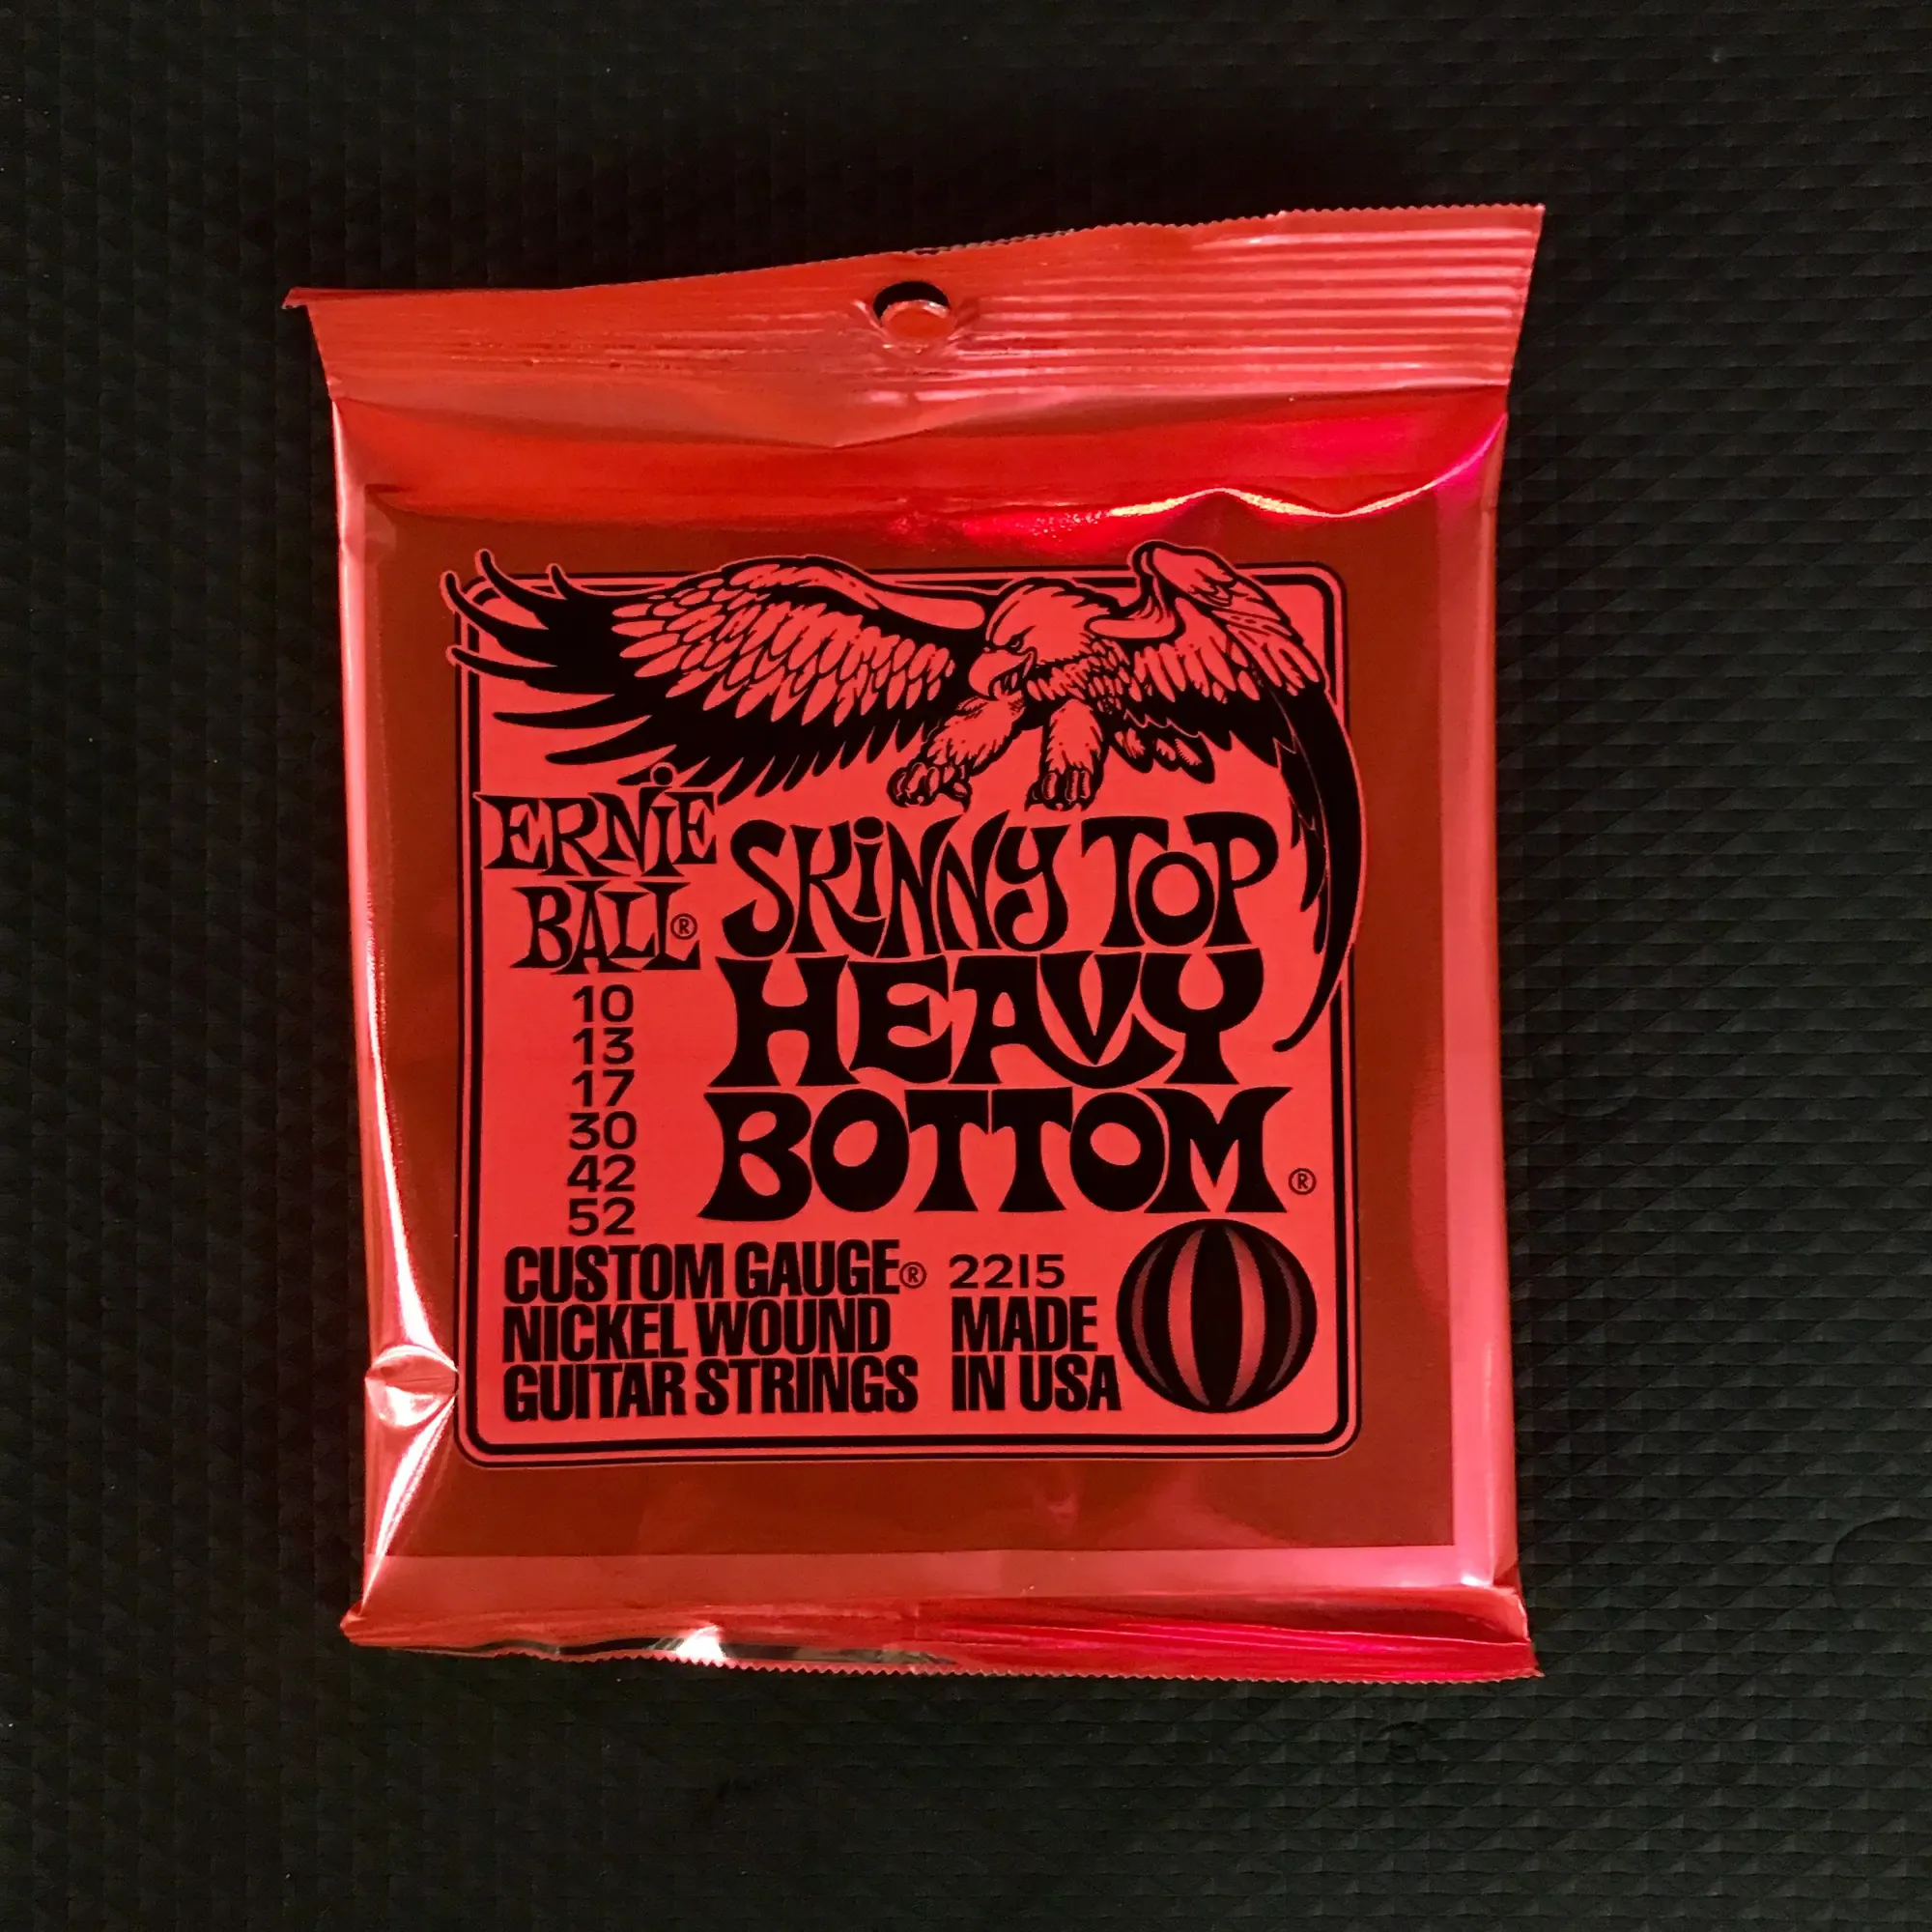 ERNiE
BALL®
SKiNNY TOP
HEAVY
BOTTOM®
10
13
17
30
42
52
CUSTOM GAUGE®
NICKEL WOUND
GUITAR STRINGS
2215
MADE
IN USA